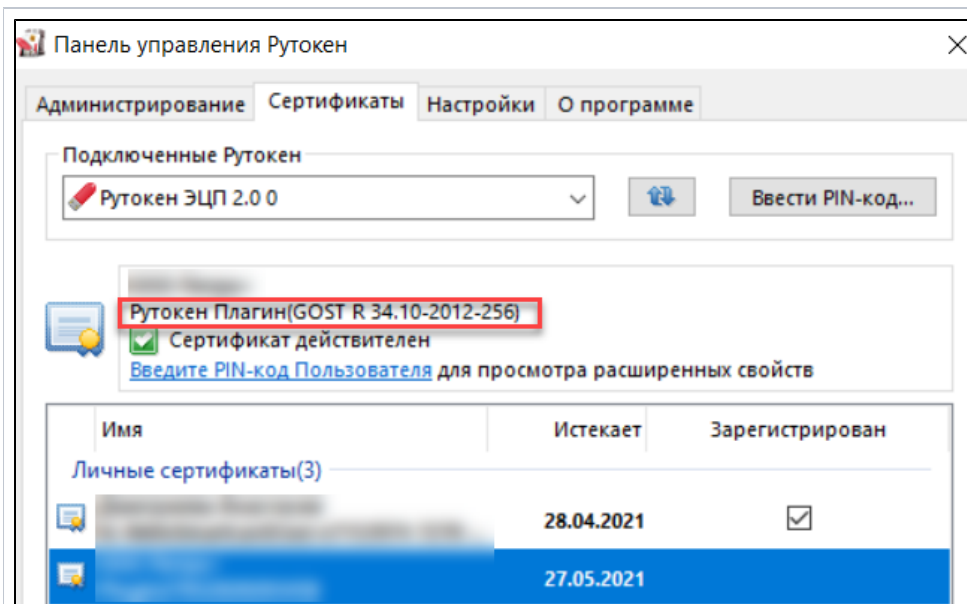 Панель управления Рутокен
Администрирование Сертификаты Настройки О программе
Подключенные Рутокен
Рутокен ЭЦП 2.0 0 Ввести PIN-код...
Рутокен Плагин(GOST R 34.10-2012-256)
Сертификат действителен
Введите PIN-код Пользователя для просмотра расширенных свойств
Имя Истекает Зарегистрирован
Личные сертификаты(3)
28.04.2021
27.05.2021